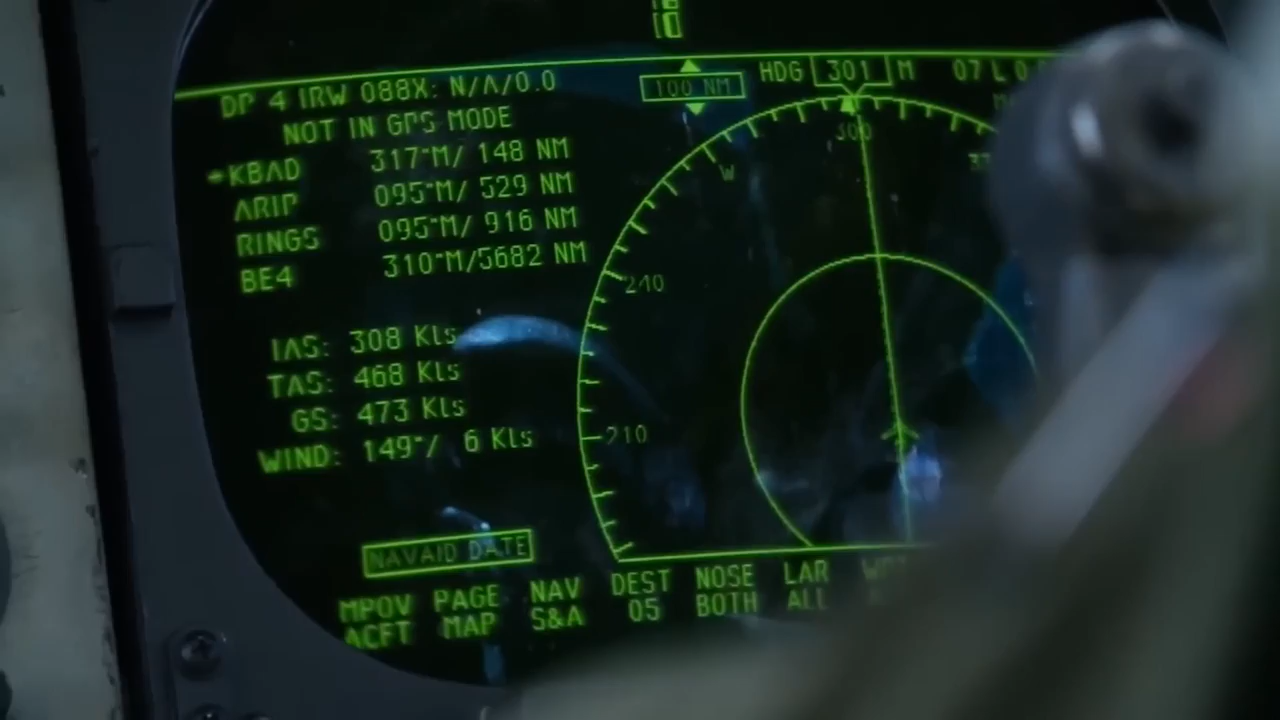 DP 4 IRW 088X: N/A/0.0
NOT IN GPS MODE
KBAD 317°M/ 148 NM
ARIP 095°M/ 529 NM
RINGS 095°M/ 916 NM
BE4 310°M/5682 NM
IAS: 308 Kts
TAS: 468 Kts
GS: 473 Kts
WIND: 149°/ 6 Kts
NAVAID DATE
100 NM
HDG 301 M 07 L
300
W
240
210
MPOV PAGE NAV DEST NOSE LAR
ACFT MAP S&A 05 BOTH ALL